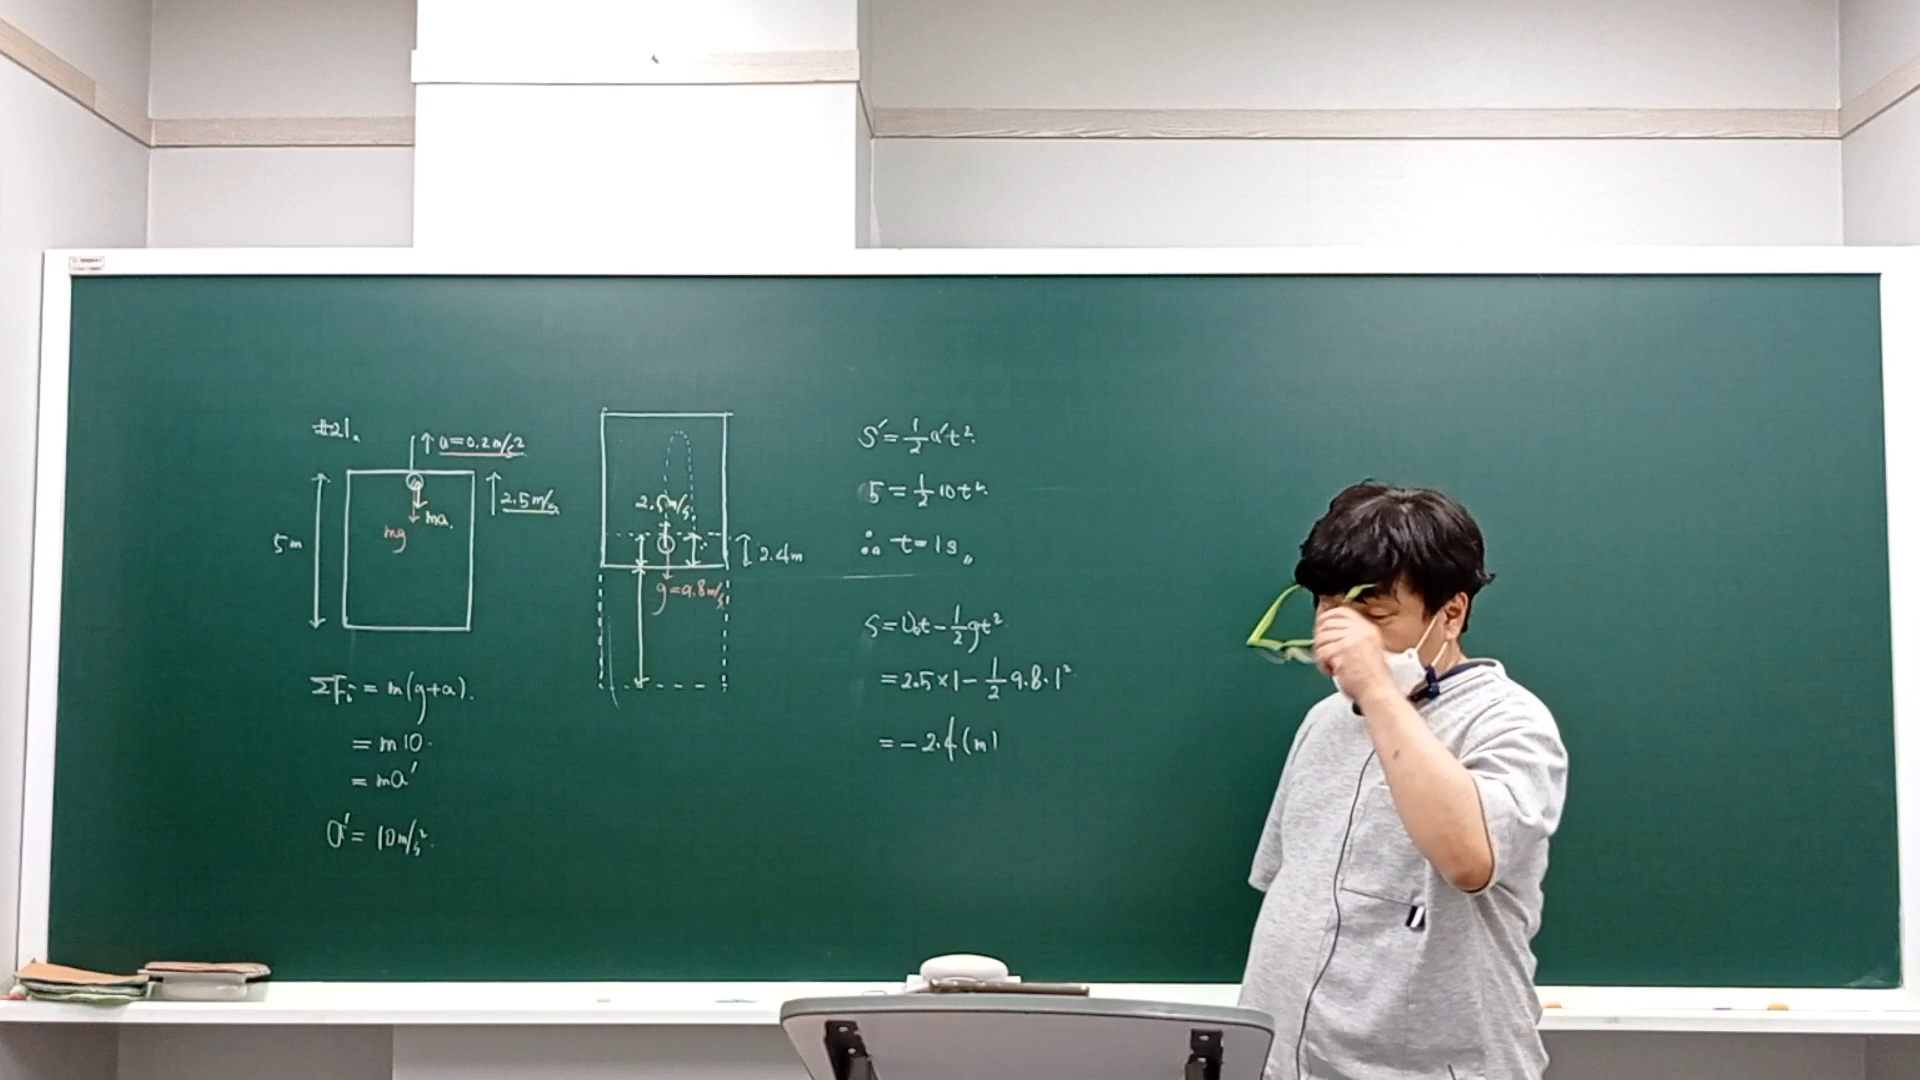 #21.
↑ a=0.2m/s²
↑ 2.5m/s
ma.
mg
5m
ΣFi = m(g+a).
= m10.
= ma'
a' = 10m/s².
2.5m/s
2.4m
g=9.8m/s²
S' = ½a't².
5 = ½10t².
∴ t=1s〃
S=v₀t-½gt²
=2.5×1-½9.8·1²
=-2.4(m)